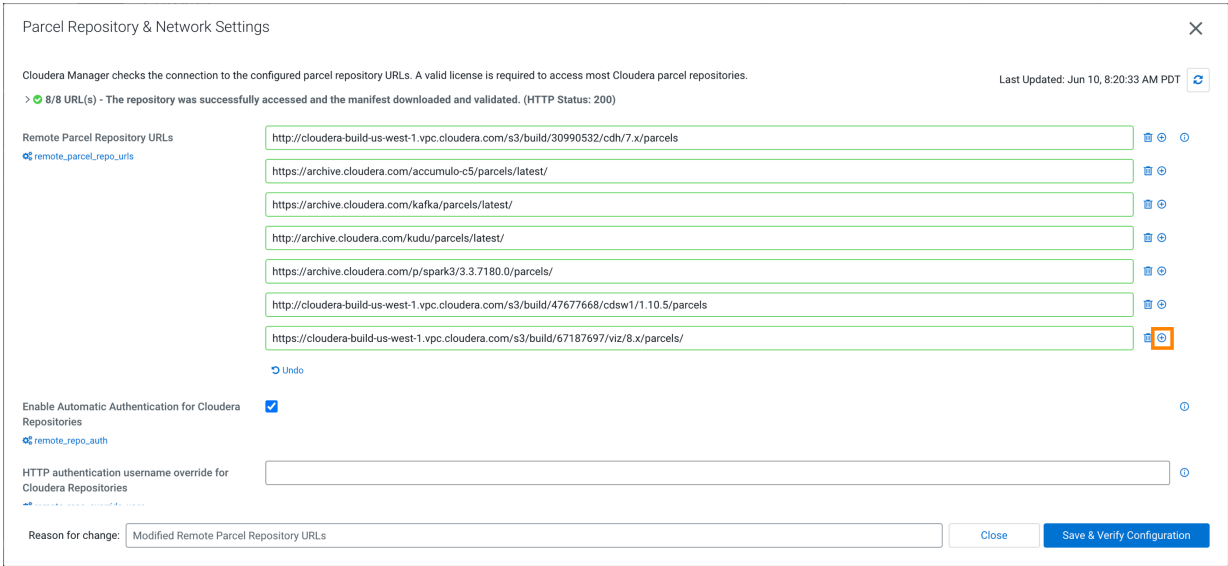 Parcel Repository & Network Settings
Cloudera Manager checks the connection to the configured parcel repository URLs. A valid license is required to access most Cloudera parcel repositories.
Last Updated: Jun 10, 8:20:33 AM PDT
8/8 URL(s) - The repository was successfully accessed and the manifest downloaded and validated. (HTTP Status: 200)
Remote Parcel Repository URLs
remote_parcel_repo_urls
http://cloudera-build-us-west-1.vpc.cloudera.com/s3/build/30990532/cdh/7.x/parcels
https://archive.cloudera.com/accumulo-c5/parcels/latest/
https://archive.cloudera.com/kafka/parcels/latest/
http://archive.cloudera.com/kudu/parcels/latest/
https://archive.cloudera.com/p/spark3/3.3.7180.0/parcels/
http://cloudera-build-us-west-1.vpc.cloudera.com/s3/build/47677668/cdsw1/1.10.5/parcels
https://cloudera-build-us-west-1.vpc.cloudera.com/s3/build/67187697/viz/8.x/parcels/
Undo
Enable Automatic Authentication for Cloudera
Repositories
remote_repo_auth
HTTP authentication username override for
Cloudera Repositories
Reason for change:
Modified Remote Parcel Repository URLs
Close
Save & Verify Configuration